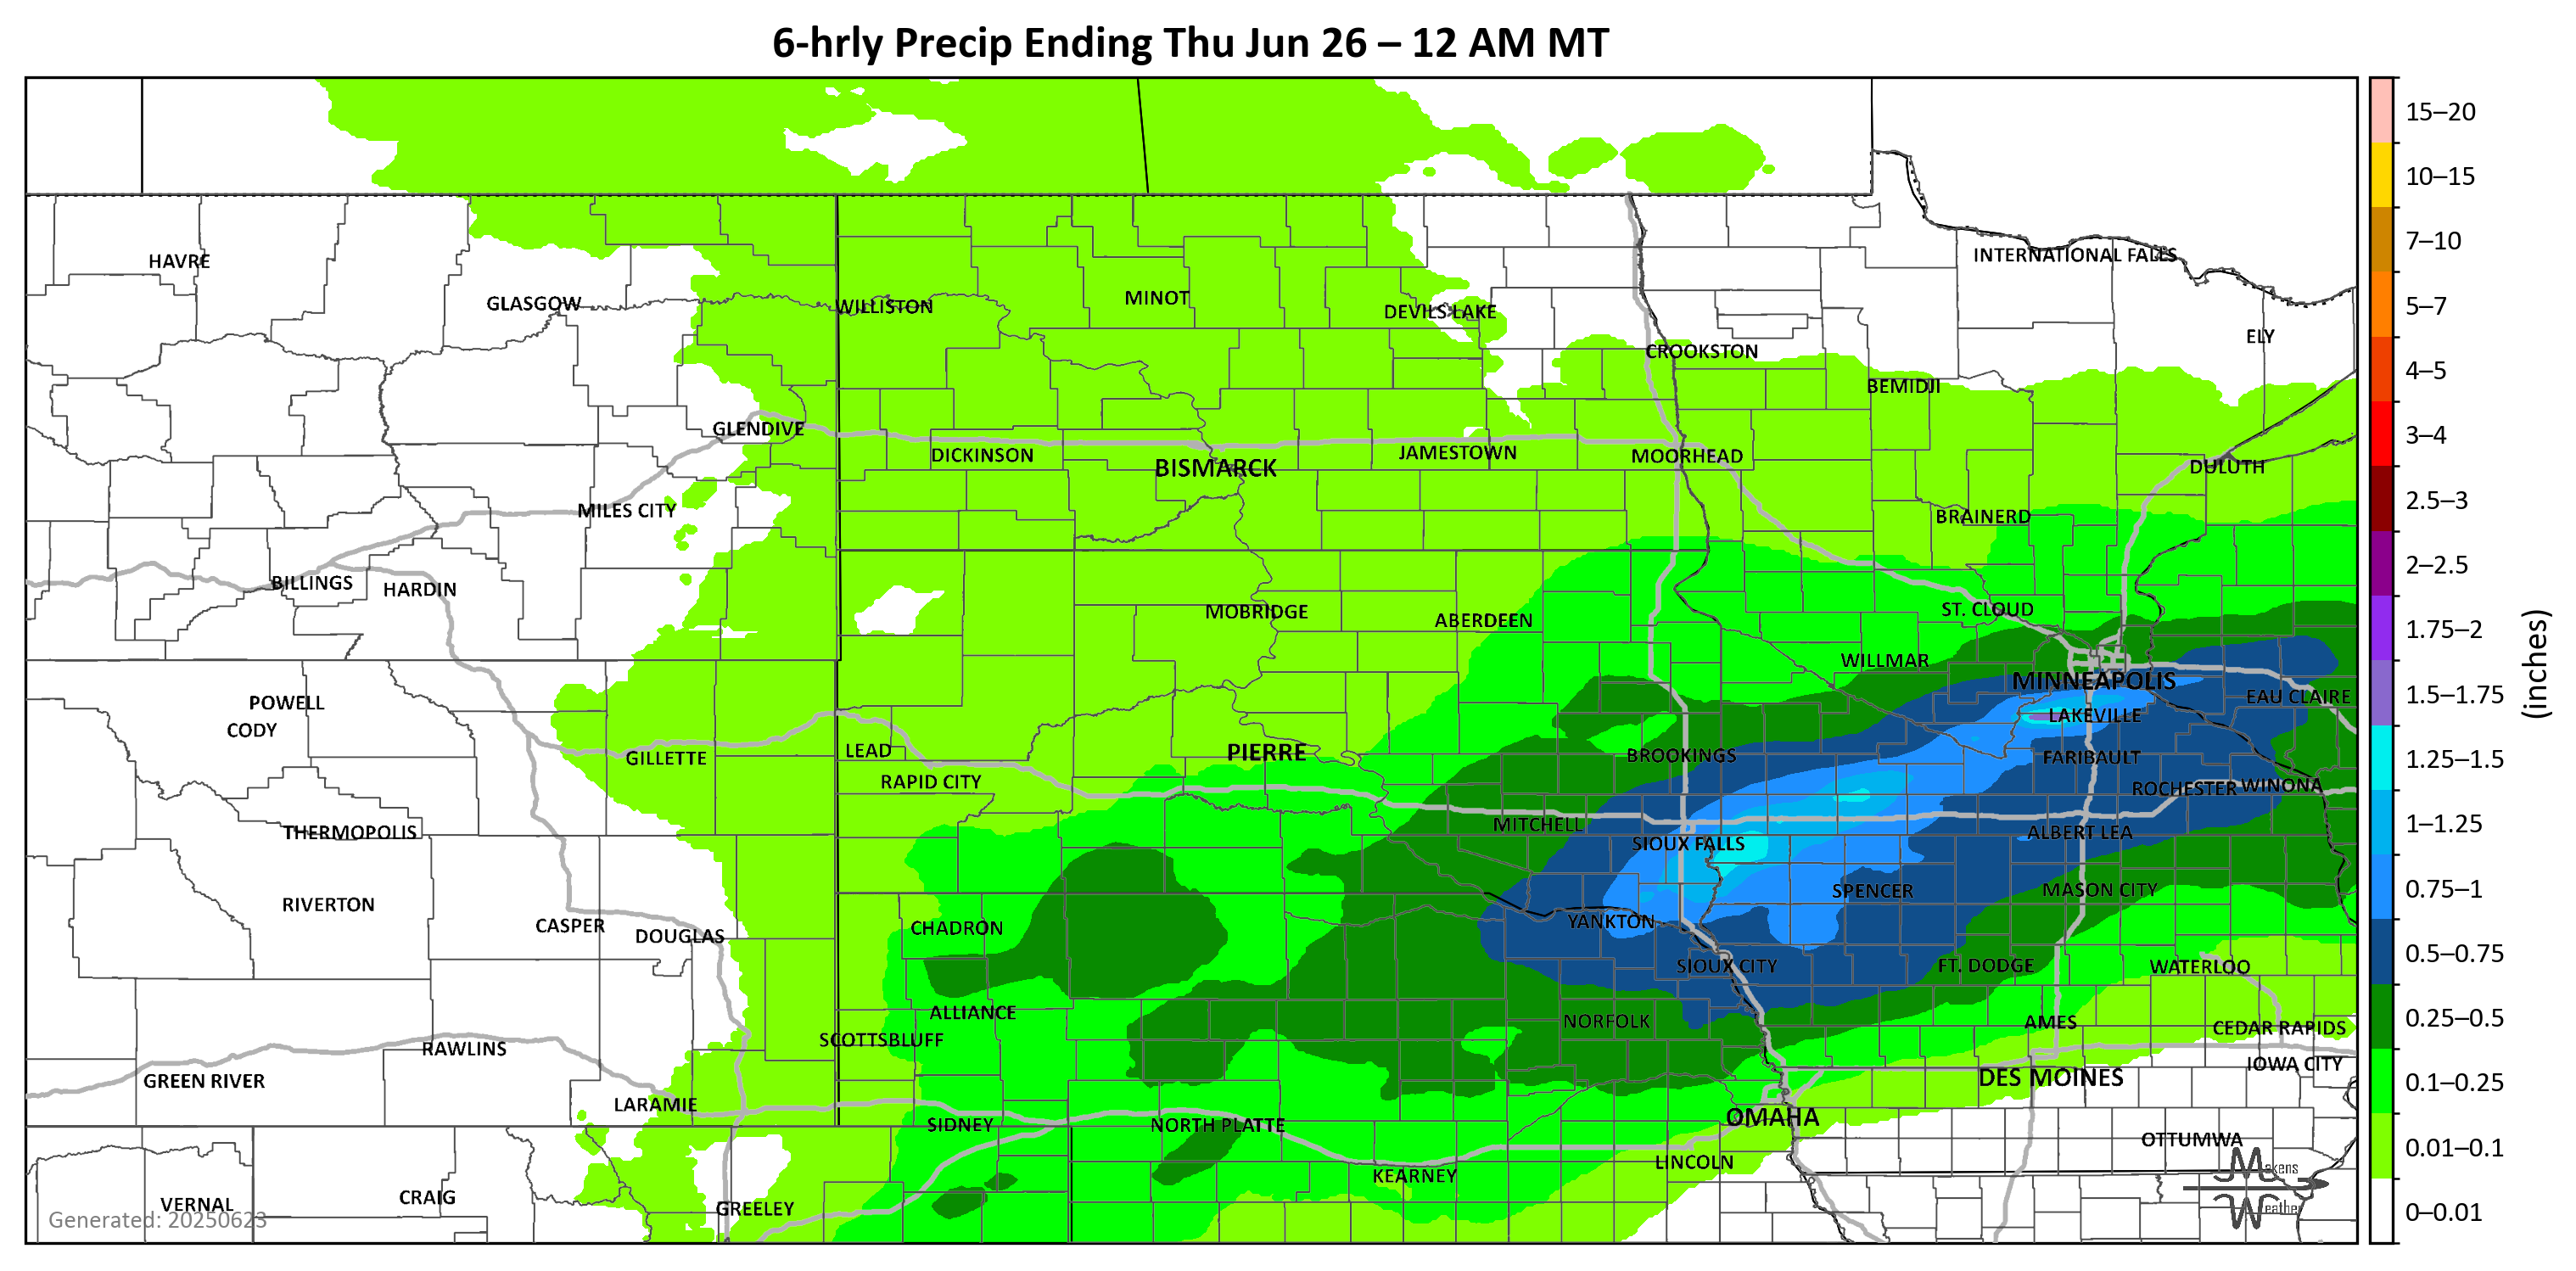 6-hrly Precip Ending Thu Jun 26 – 12 AM MT
HAVRE
INTERNATIONAL FALLS
GLASGOW
WILLISTON
MINOT
DEVILS LAKE
ELY
CROOKSTON
BEMIDJI
GLENDIVE
DICKINSON
BISMARCK
JAMESTOWN
MOORHEAD
DULUTH
MILES CITY
BRAINERD
BILLINGS
HARDIN
MOBRIDGE
ABERDEEN
ST. CLOUD
WILLMAR
MINNEAPOLIS
EAU CLAIRE
POWELL
CODY
LAKEVILLE
GILLETTE
LEAD
PIERRE
BROOKINGS
FARIBAULT
RAPID CITY
ROCHESTER
WINONA
THERMOPOLIS
MITCHELL
SIOUX FALLS
ALBERT LEA
RIVERTON
SPENCER
MASON CITY
CASPER
DOUGLAS
CHADRON
YANKTON
SIOUX CITY
FT. DODGE
WATERLOO
ALLIANCE
NORFOLK
AMES
CEDAR RAPIDS
SCOTTSBLUFF
RAWLINS
IOWA CITY
GREEN RIVER
DES MOINES
LARAMIE
SIDNEY
NORTH PLATTE
OMAHA
OTTUMWA
LINCOLN
KEARNEY
VERNAL
CRAIG
GREELEY
Generated: 20250623
Makens
Weather
15–20
10–15
7–10
5–7
4–5
3–4
2.5–3
2–2.5
1.75–2
1.5–1.75
1.25–1.5
1–1.25
0.75–1
0.5–0.75
0.25–0.5
0.1–0.25
0.01–0.1
0–0.01
(inches)